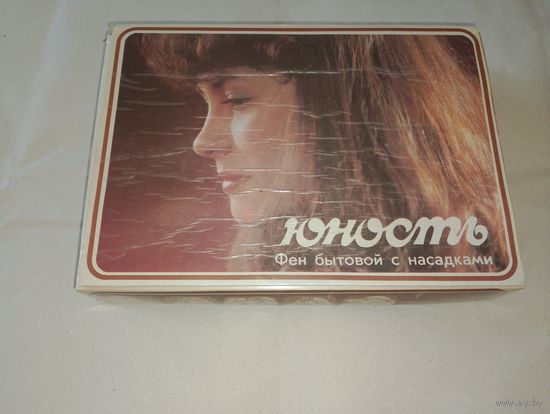 юность
Фен бытовой с насадками
www.ay.by